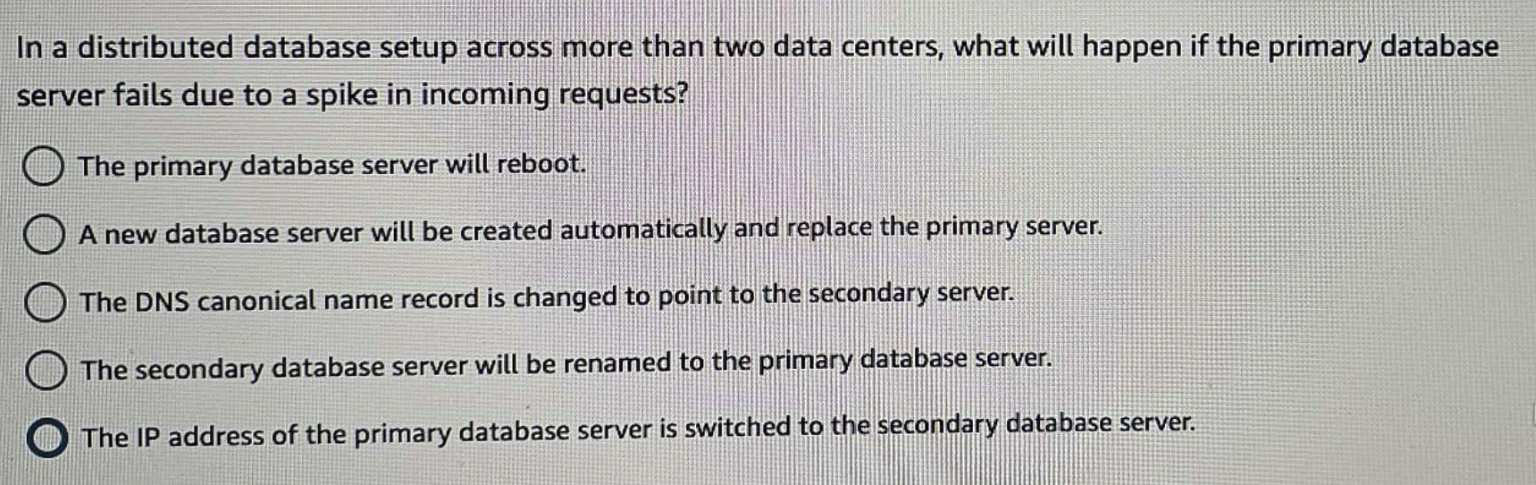 In a distributed database setup across more than two data centers, what will happen if the primary database
server fails due to a spike in incoming requests?
The primary database server will reboot.
A new database server will be created automatically and replace the primary server.
The DNS canonical name record is changed to point to the secondary server.
The secondary database server will be renamed to the primary database server.
The IP address of the primary database server is switched to the secondary database server.